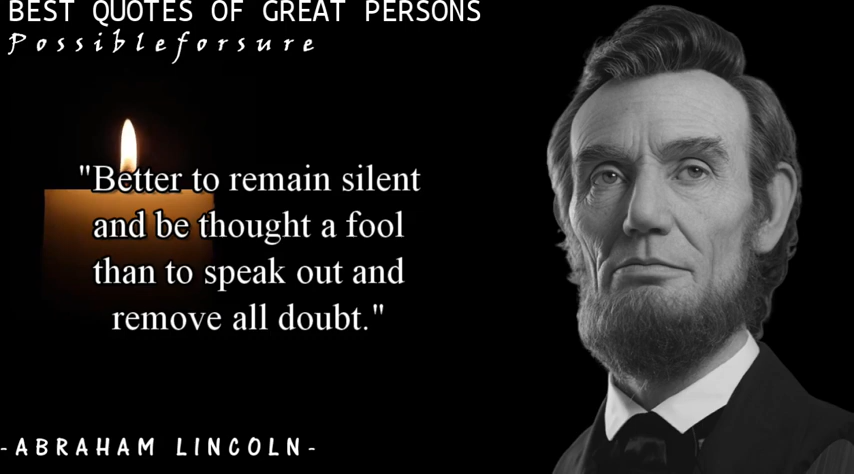 BEST QUOTES OF GREAT PERSONS
Possibleforsure
"Better to remain silent
and be thought a fool
than to speak out and
remove all doubt."
-ABRAHAM LINCOLN-